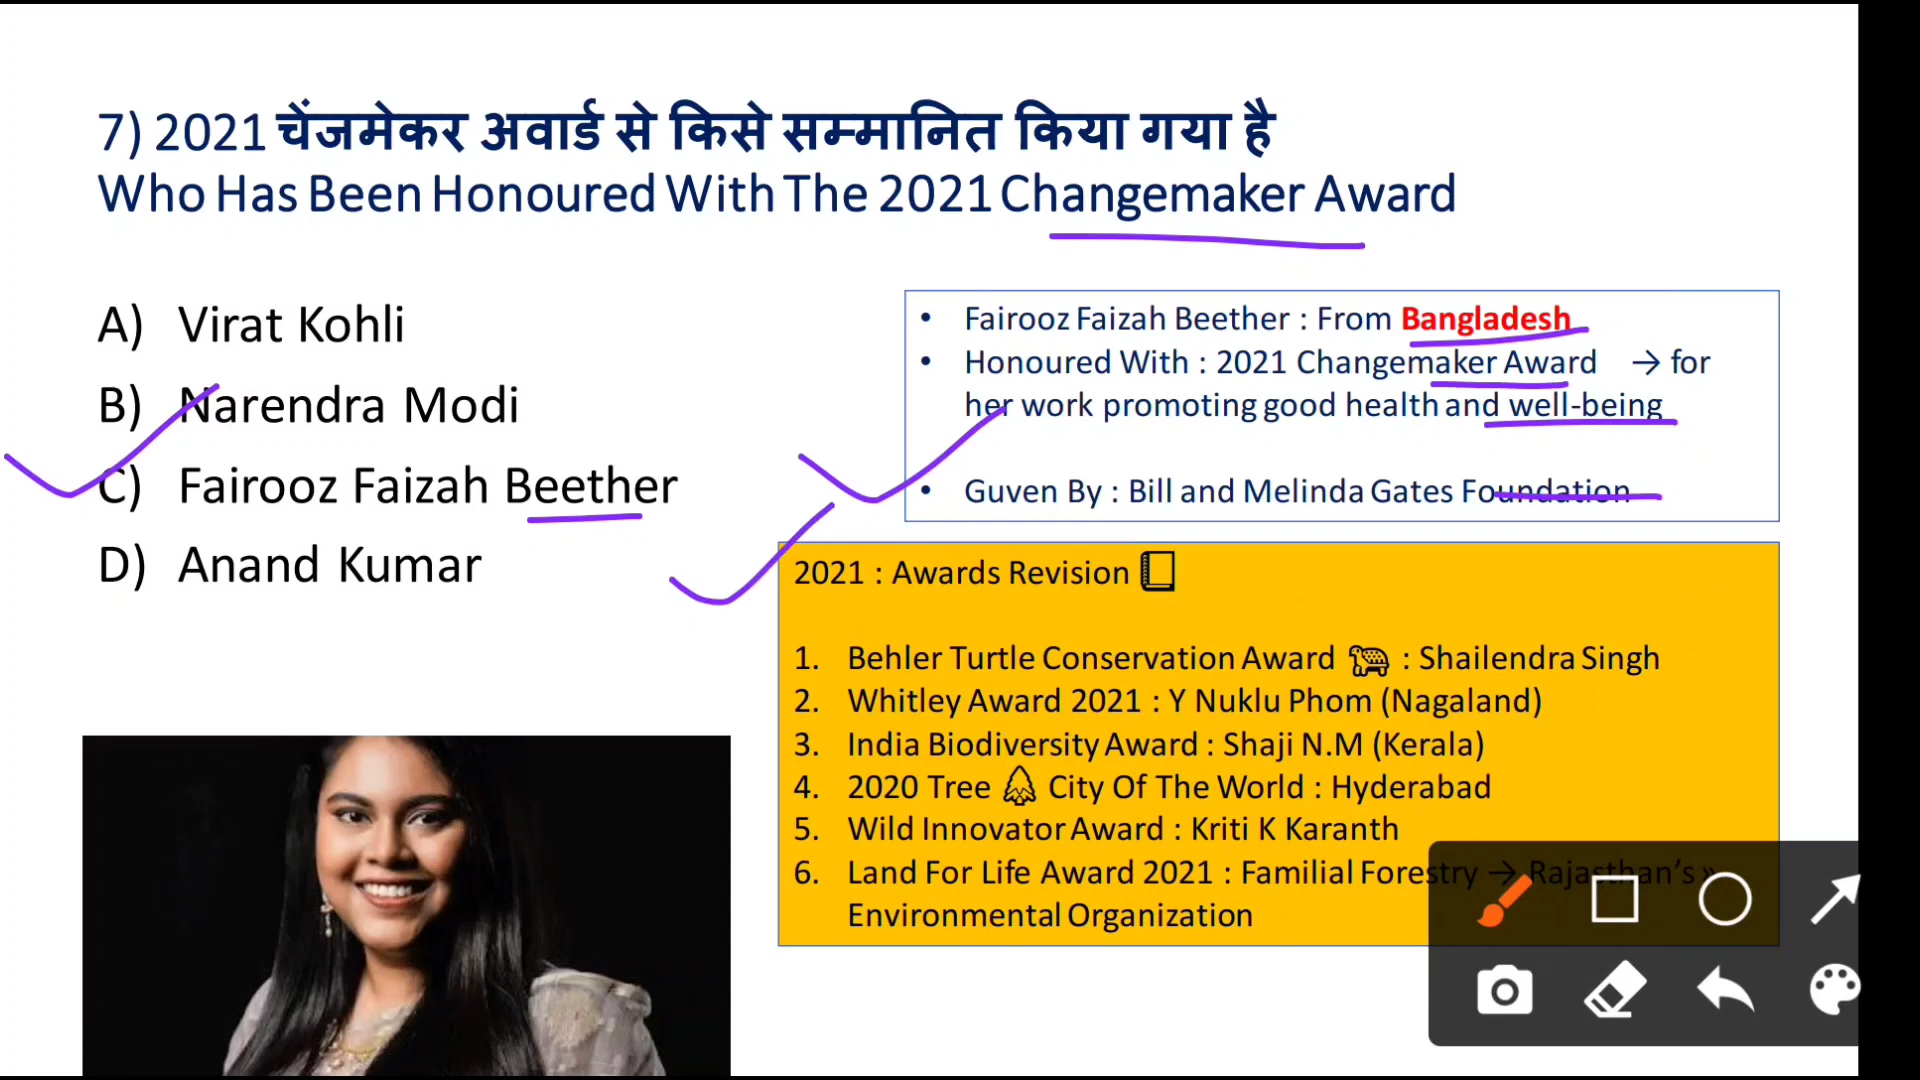 7) 2021 चेंजमेकर अवार्ड से किसे सम्मानित किया गया है
Who Has Been Honoured With The 2021 Changemaker Award
A) Virat Kohli
B) Narendra Modi
C) Fairooz Faizah Beether
D) Anand Kumar
• Fairooz Faizah Beether : From Bangladesh
• Honoured With : 2021 Changemaker Award → for
her work promoting good health and well-being
• Guven By : Bill and Melinda Gates Foundation
2021 : Awards Revision
1. Behler Turtle Conservation Award : Shailendra Singh
2. Whitley Award 2021 : Y Nuklu Phom (Nagaland)
3. India Biodiversity Award : Shaji N.M (Kerala)
4. 2020 Tree City Of The World : Hyderabad
5. Wild Innovator Award : Kriti K Karanth
6. Land For Life Award 2021 : Familial Forestry → Rajasthan's
Environmental Organization